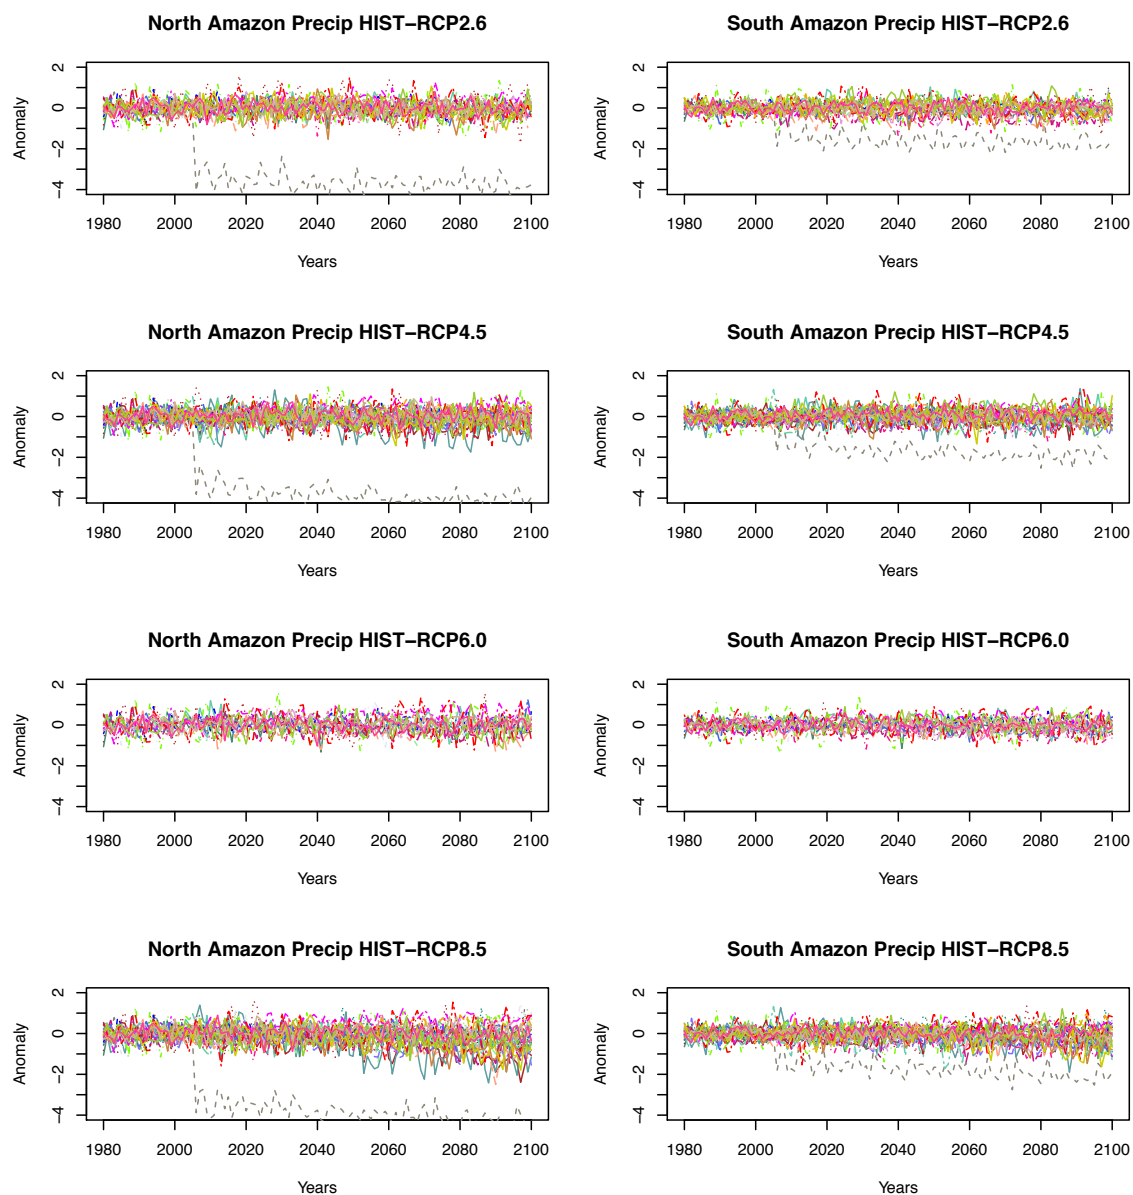 North Amazon Precip HIST−RCP2.6
South Amazon Precip HIST−RCP2.6
Anomaly
2
0
−2
−4
1980 2000 2020 2040 2060 2080 2100
Years
Anomaly
2
0
−2
−4
1980 2000 2020 2040 2060 2080 2100
Years
North Amazon Precip HIST−RCP4.5
South Amazon Precip HIST−RCP4.5
Anomaly
2
0
−2
−4
1980 2000 2020 2040 2060 2080 2100
Years
Anomaly
2
0
−2
−4
1980 2000 2020 2040 2060 2080 2100
Years
North Amazon Precip HIST−RCP6.0
South Amazon Precip HIST−RCP6.0
Anomaly
2
0
−2
−4
1980 2000 2020 2040 2060 2080 2100
Years
Anomaly
2
0
−2
−4
1980 2000 2020 2040 2060 2080 2100
Years
North Amazon Precip HIST−RCP8.5
South Amazon Precip HIST−RCP8.5
Anomaly
2
0
−2
−4
1980 2000 2020 2040 2060 2080 2100
Years
Anomaly
2
0
−2
−4
1980 2000 2020 2040 2060 2080 2100
Years